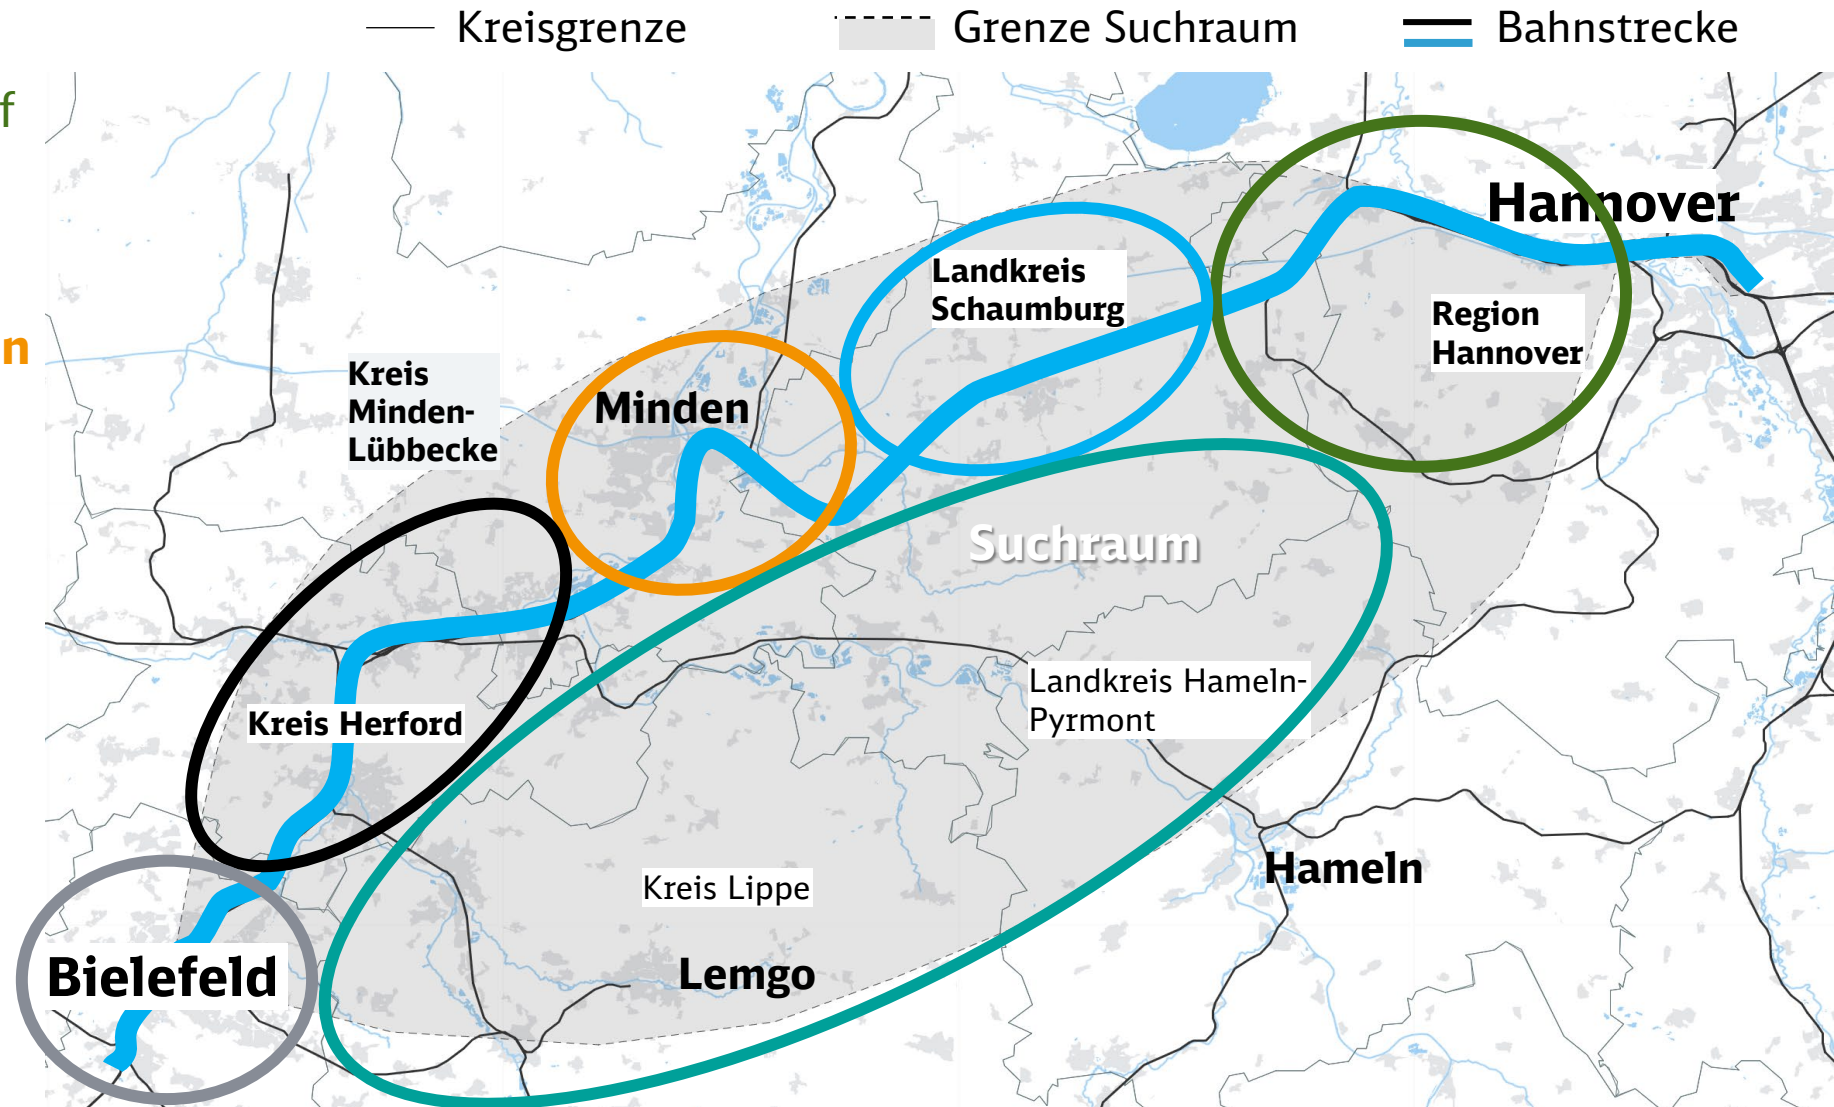 Kreisgrenze
Grenze Suchraum
Bahnstrecke
f
Hannover
Landkreis
Schaumburg
Region
Hannover
n
Kreis
Minden-
Lübbecke
Minden
Suchraum
Landkreis Hameln-
Pyrmont
Kreis Herford
Hameln
Kreis Lippe
Lemgo
Bielefeld